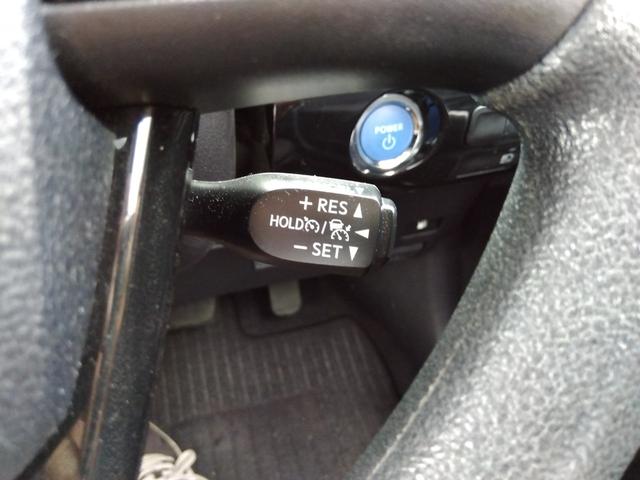 POWER
+ RES ▲
HOLD / ◄
− SET ▼